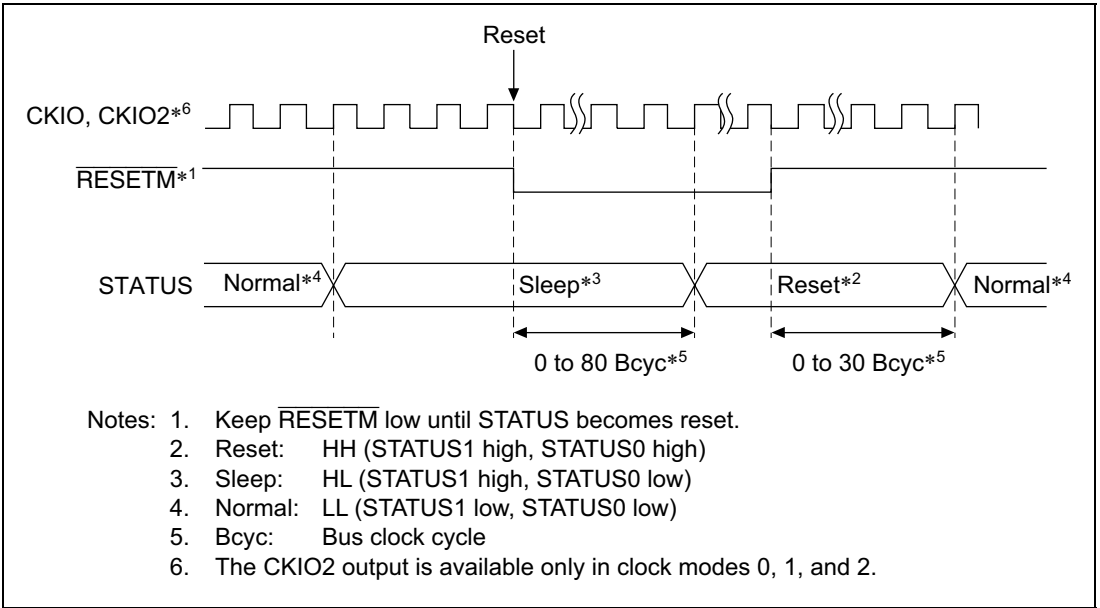 Reset
CKIO, CKIO2*6
RESETM*1
STATUS Normal*4 Sleep*3 Reset*2 Normal*4
0 to 80 Bcyc*5 0 to 30 Bcyc*5
Notes: 1. Keep RESETM low until STATUS becomes reset.
2. Reset: HH (STATUS1 high, STATUS0 high)
3. Sleep: HL (STATUS1 high, STATUS0 low)
4. Normal: LL (STATUS1 low, STATUS0 low)
5. Bcyc: Bus clock cycle
6. The CKIO2 output is available only in clock modes 0, 1, and 2.